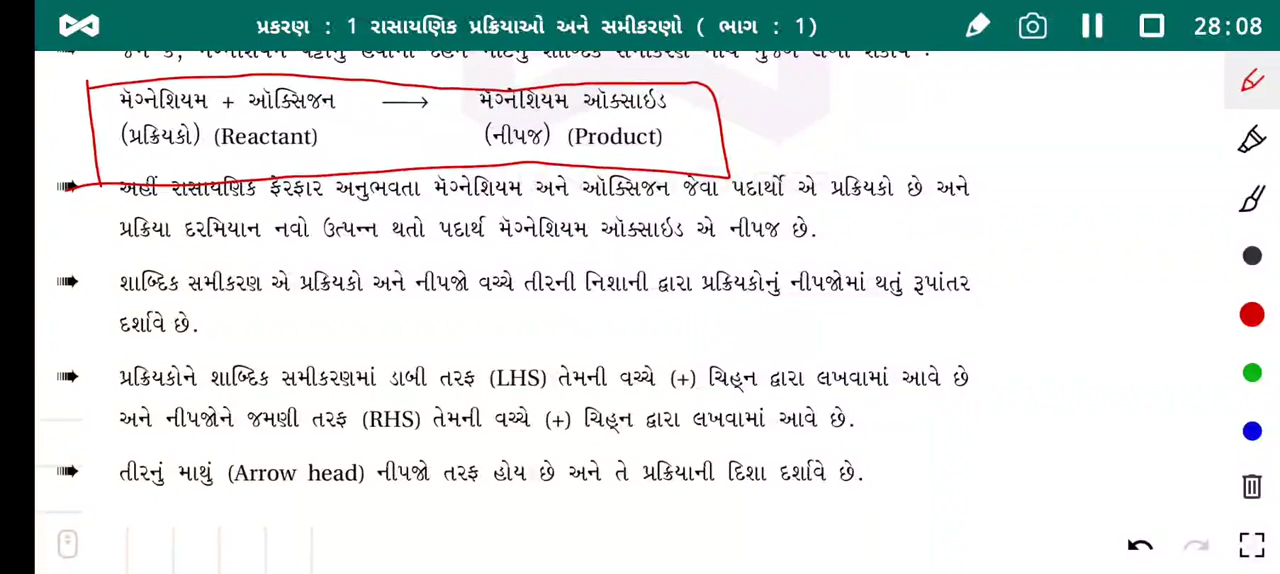 પ્રકરણ : 1 રાસાયણિક પ્રક્રિયાઓ અને સમીકરણો ( ભાગ : 1)
28:08
મૅગ્નેશિયમ + ઑક્સિજન ⟶ મૅગ્નેશિયમ ઑક્સાઇડ
(પ્રક્રિયકો) (Reactant) (નીપજ) (Product)
અહીં રાસાયણિક ફેરફાર અનુભવતા મૅગ્નેશિયમ અને ઑક્સિજન જેવા પદાર્થો એ પ્રક્રિયકો છે અને
પ્રક્રિયા દરમિયાન નવો ઉત્પન્ન થતો પદાર્થ મૅગ્નેશિયમ ઑક્સાઇડ એ નીપજ છે.
શાબ્દિક સમીકરણ એ પ્રક્રિયકો અને નીપજો વચ્ચે તીરની નિશાની દ્વારા પ્રક્રિયકોનું નીપજોમાં થતું રૂપાંતર
દર્શાવે છે.
પ્રક્રિયકોને શાબ્દિક સમીકરણમાં ડાબી તરફ (LHS) તેમની વચ્ચે (+) ચિહ્ન દ્વારા લખવામાં આવે છે
અને નીપજોને જમણી તરફ (RHS) તેમની વચ્ચે (+) ચિહ્ન દ્વારા લખવામાં આવે છે.
તીરનું માથું (Arrow head) નીપજો તરફ હોય છે અને તે પ્રક્રિયાની દિશા દર્શાવે છે.